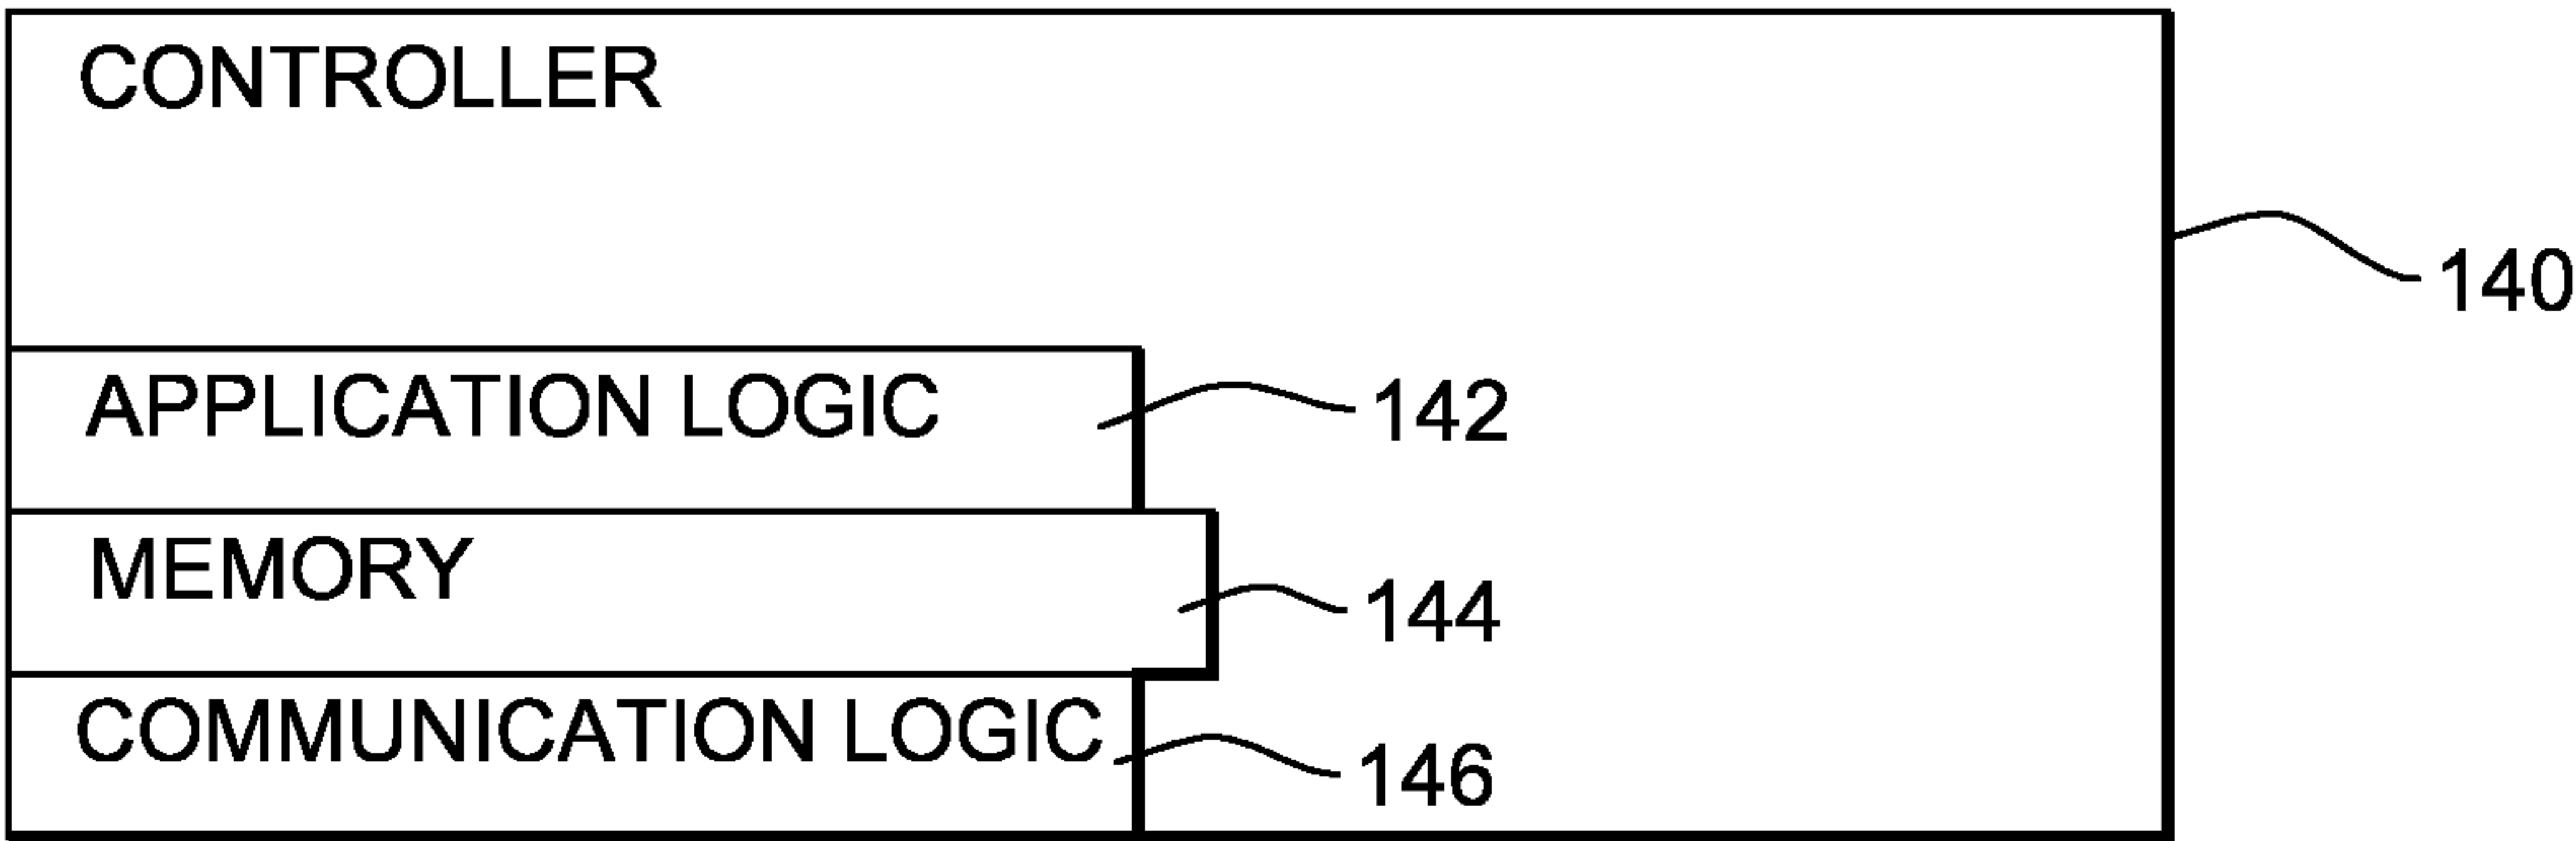 CONTROLLER
140
APPLICATION LOGIC
142
MEMORY
144
COMMUNICATION LOGIC
146